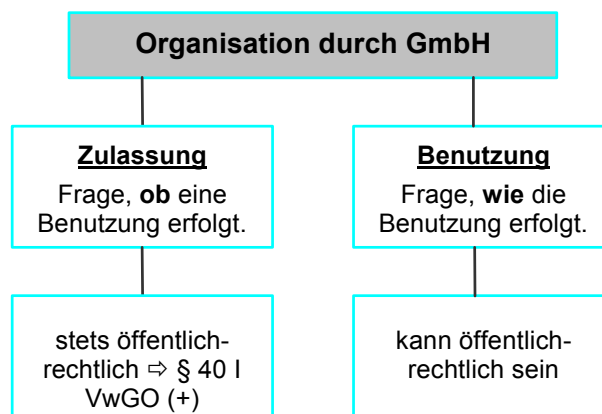 Organisation durch GmbH
Zulassung
Frage, ob eine
Benutzung erfolgt.
Benutzung
Frage, wie die
Benutzung erfolgt.
stets öffentlich-
rechtlich ⇨ § 40 I
VwGO (+)
kann öffentlich-
rechtlich sein